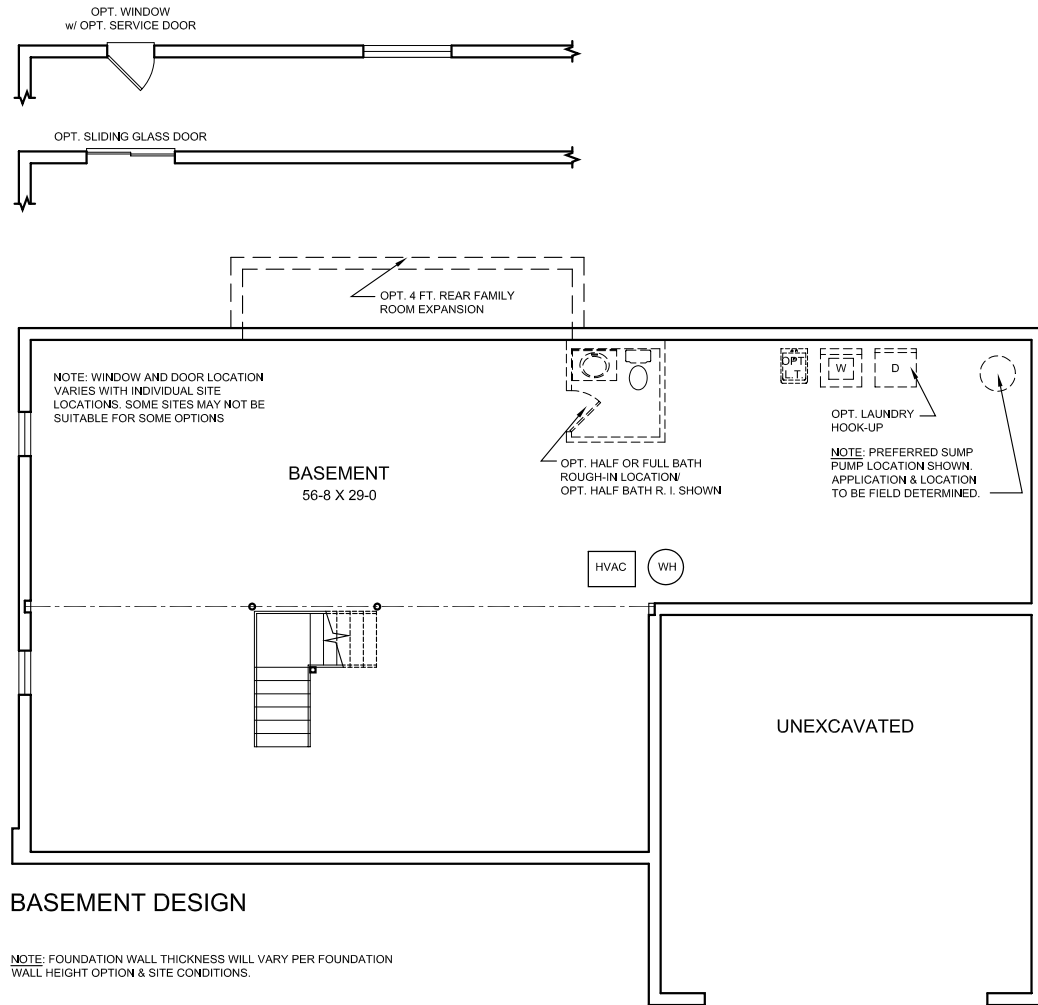 OPT. WINDOW
w/ OPT. SERVICE DOOR
OPT. SLIDING GLASS DOOR
OPT. 4 FT. REAR FAMILY
ROOM EXPANSION
NOTE: WINDOW AND DOOR LOCATION
VARIES WITH INDIVIDUAL SITE
LOCATIONS. SOME SITES MAY NOT BE
SUITABLE FOR SOME OPTIONS
OPT
L.T.
W
D
OPT. LAUNDRY
HOOK-UP
NOTE: PREFERRED SUMP
PUMP LOCATION SHOWN.
APPLICATION & LOCATION
TO BE FIELD DETERMINED.
OPT. HALF OR FULL BATH
ROUGH-IN LOCATION/
OPT. HALF BATH R. I. SHOWN
BASEMENT
56-8 X 29-0
HVAC
WH
UNEXCAVATED
BASEMENT DESIGN
NOTE: FOUNDATION WALL THICKNESS WILL VARY PER FOUNDATION
WALL HEIGHT OPTION & SITE CONDITIONS.